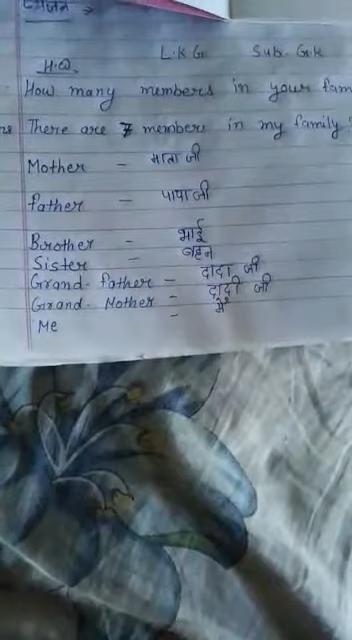 L.K.G. Sub- G.K
H.Q.
How many members in your fam
ns There are 7 members in my family.
Mother - माता जी
father - पापा जी
Brother - भाई
Sister - बहन
Grand-father - दादा जी
Grand-Mother - दादी जी
Me - मैं